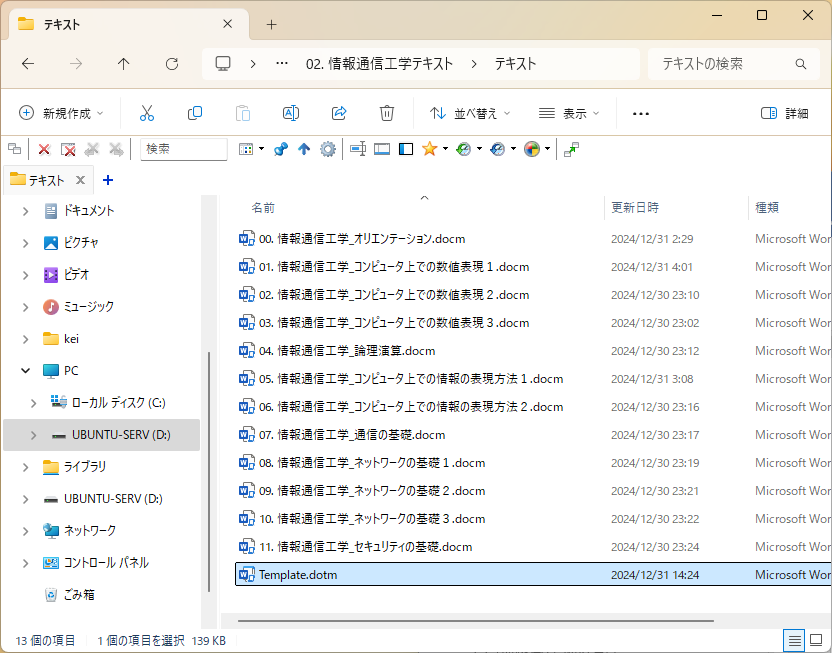 テキスト
02. 情報通信工学テキスト
テキスト
テキストの検索
新規作成
並べ替え
表示
詳細
検索
テキスト
名前
更新日時
種類
ドキュメント
ピクチャ
ビデオ
ミュージック
kei
PC
ローカル ディスク (C:)
UBUNTU-SERV (D:)
ライブラリ
UBUNTU-SERV (D:)
ネットワーク
コントロール パネル
ごみ箱
00. 情報通信工学_オリエンテーション.docm 2024/12/31 2:29 Microsoft Wor
01. 情報通信工学_コンピュータ上での数値表現１.docm 2024/12/31 4:01 Microsoft Wor
02. 情報通信工学_コンピュータ上での数値表現２.docm 2024/12/30 23:10 Microsoft Wor
03. 情報通信工学_コンピュータ上での数値表現３.docm 2024/12/30 23:02 Microsoft Wor
04. 情報通信工学_論理演算.docm 2024/12/30 23:12 Microsoft Wor
05. 情報通信工学_コンピュータ上での情報の表現方法１.docm 2024/12/31 3:08 Microsoft Wor
06. 情報通信工学_コンピュータ上での情報の表現方法２.docm 2024/12/30 23:16 Microsoft Wor
07. 情報通信工学_通信の基礎.docm 2024/12/30 23:17 Microsoft Wor
08. 情報通信工学_ネットワークの基礎１.docm 2024/12/30 23:19 Microsoft Wor
09. 情報通信工学_ネットワークの基礎２.docm 2024/12/30 23:21 Microsoft Wor
10. 情報通信工学_ネットワークの基礎３.docm 2024/12/30 23:22 Microsoft Wor
11. 情報通信工学_セキュリティの基礎.docm 2024/12/30 23:24 Microsoft Wor
Template.dotm 2024/12/31 14:24 Microsoft Wor
13 個の項目 1 個の項目を選択 139 KB